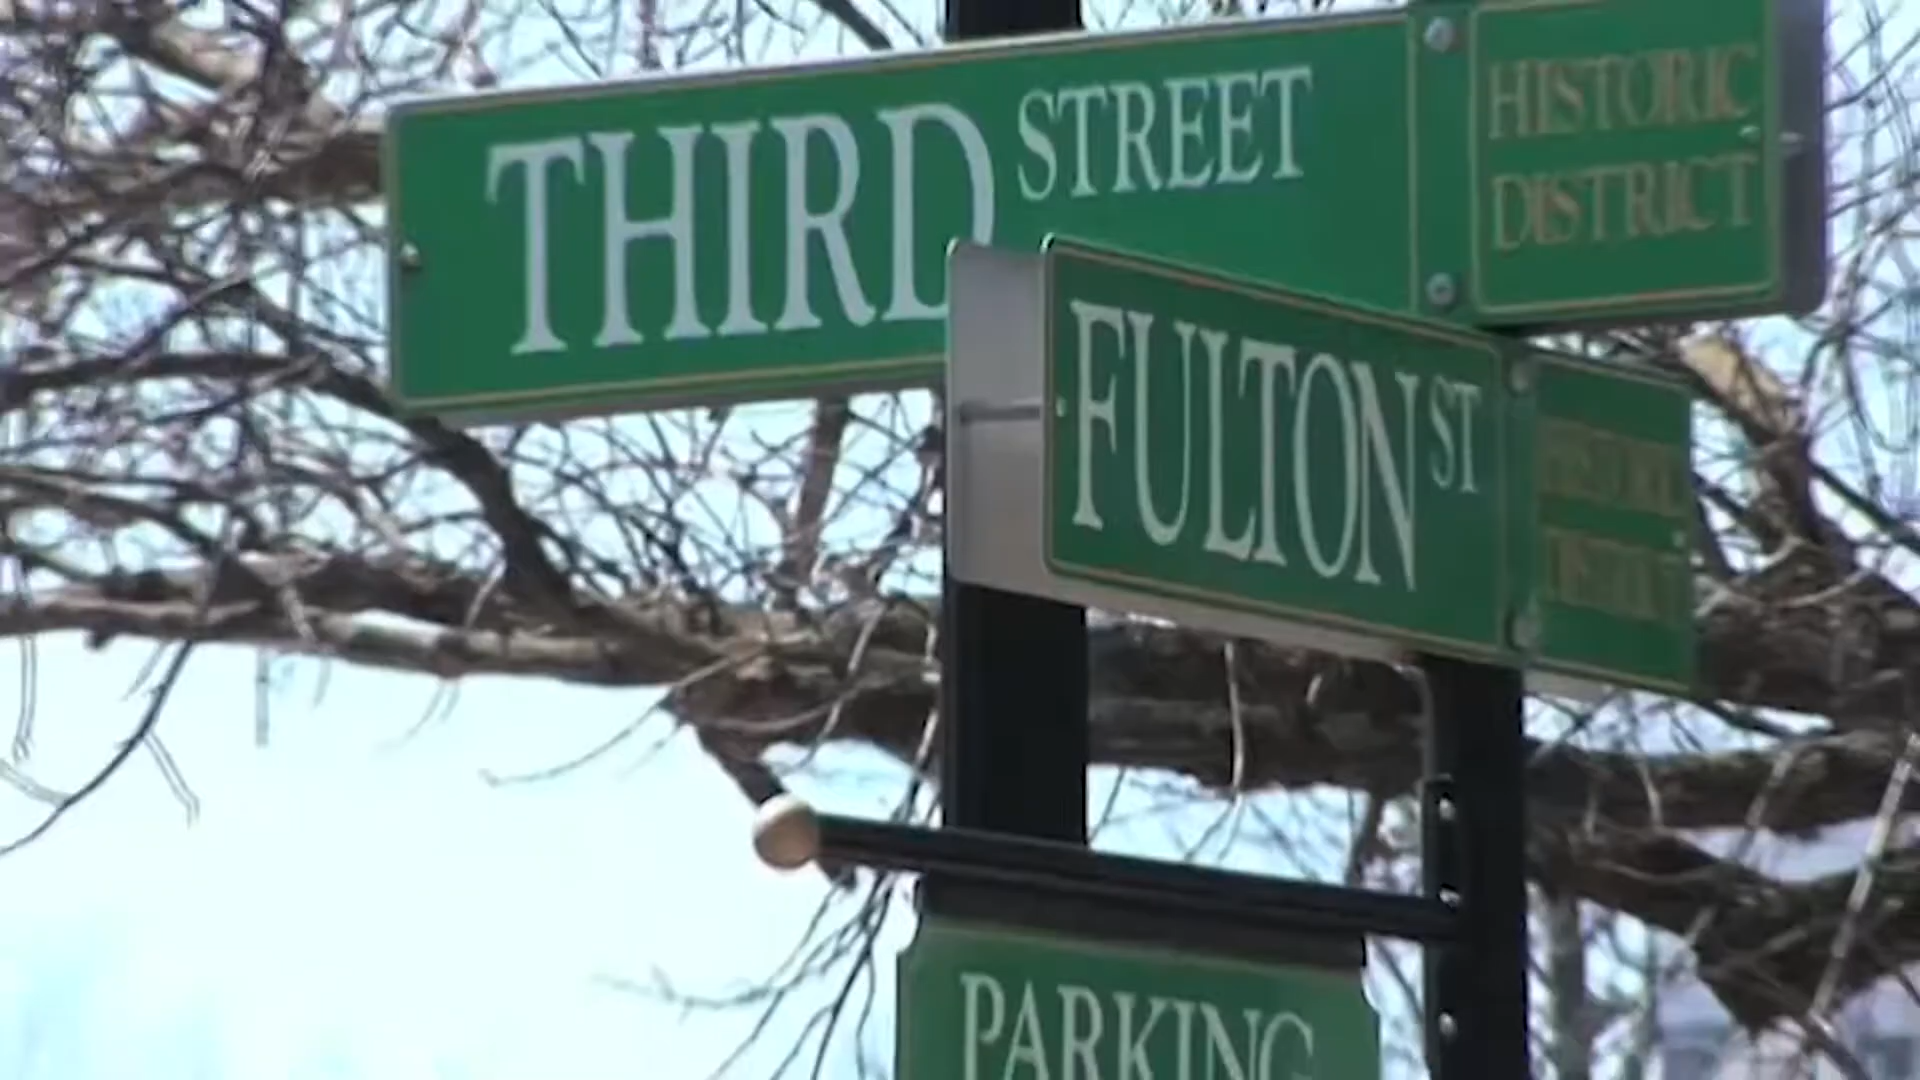 THIRD STREET
HISTORIC
DISTRICT
FULTON ST
PARKING